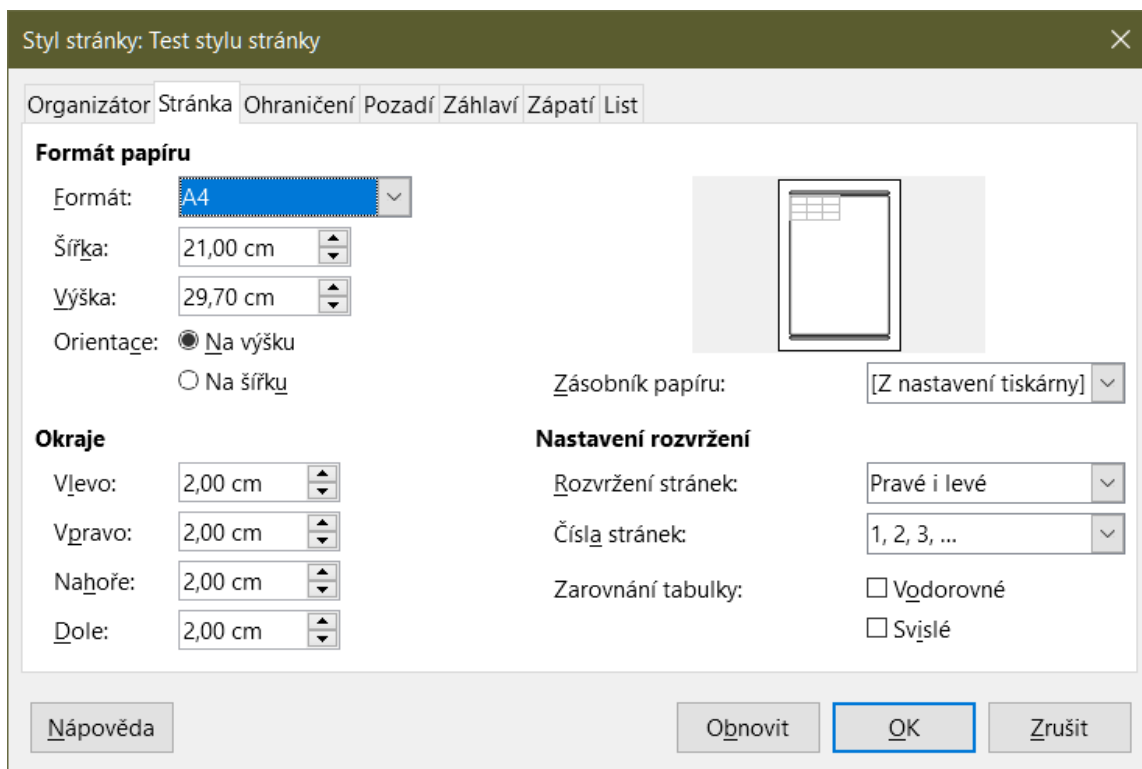 Styl stránky: Test stylu stránky
Organizátor Stránka Ohraničení Pozadí Záhlaví Zápatí List
Formát papíru
Formát: A4
Šířka: 21,00 cm
Výška: 29,70 cm
Orientace: Na výšku
Na šířku
Zásobník papíru: [Z nastavení tiskárny]
Okraje
Vlevo: 2,00 cm
Vpravo: 2,00 cm
Nahoře: 2,00 cm
Dole: 2,00 cm
Nastavení rozvržení
Rozvržení stránek: Pravé i levé
Čísla stránek: 1, 2, 3, ...
Zarovnání tabulky: Vodorovné
Svislé
Nápověda Obnovit OK Zrušit